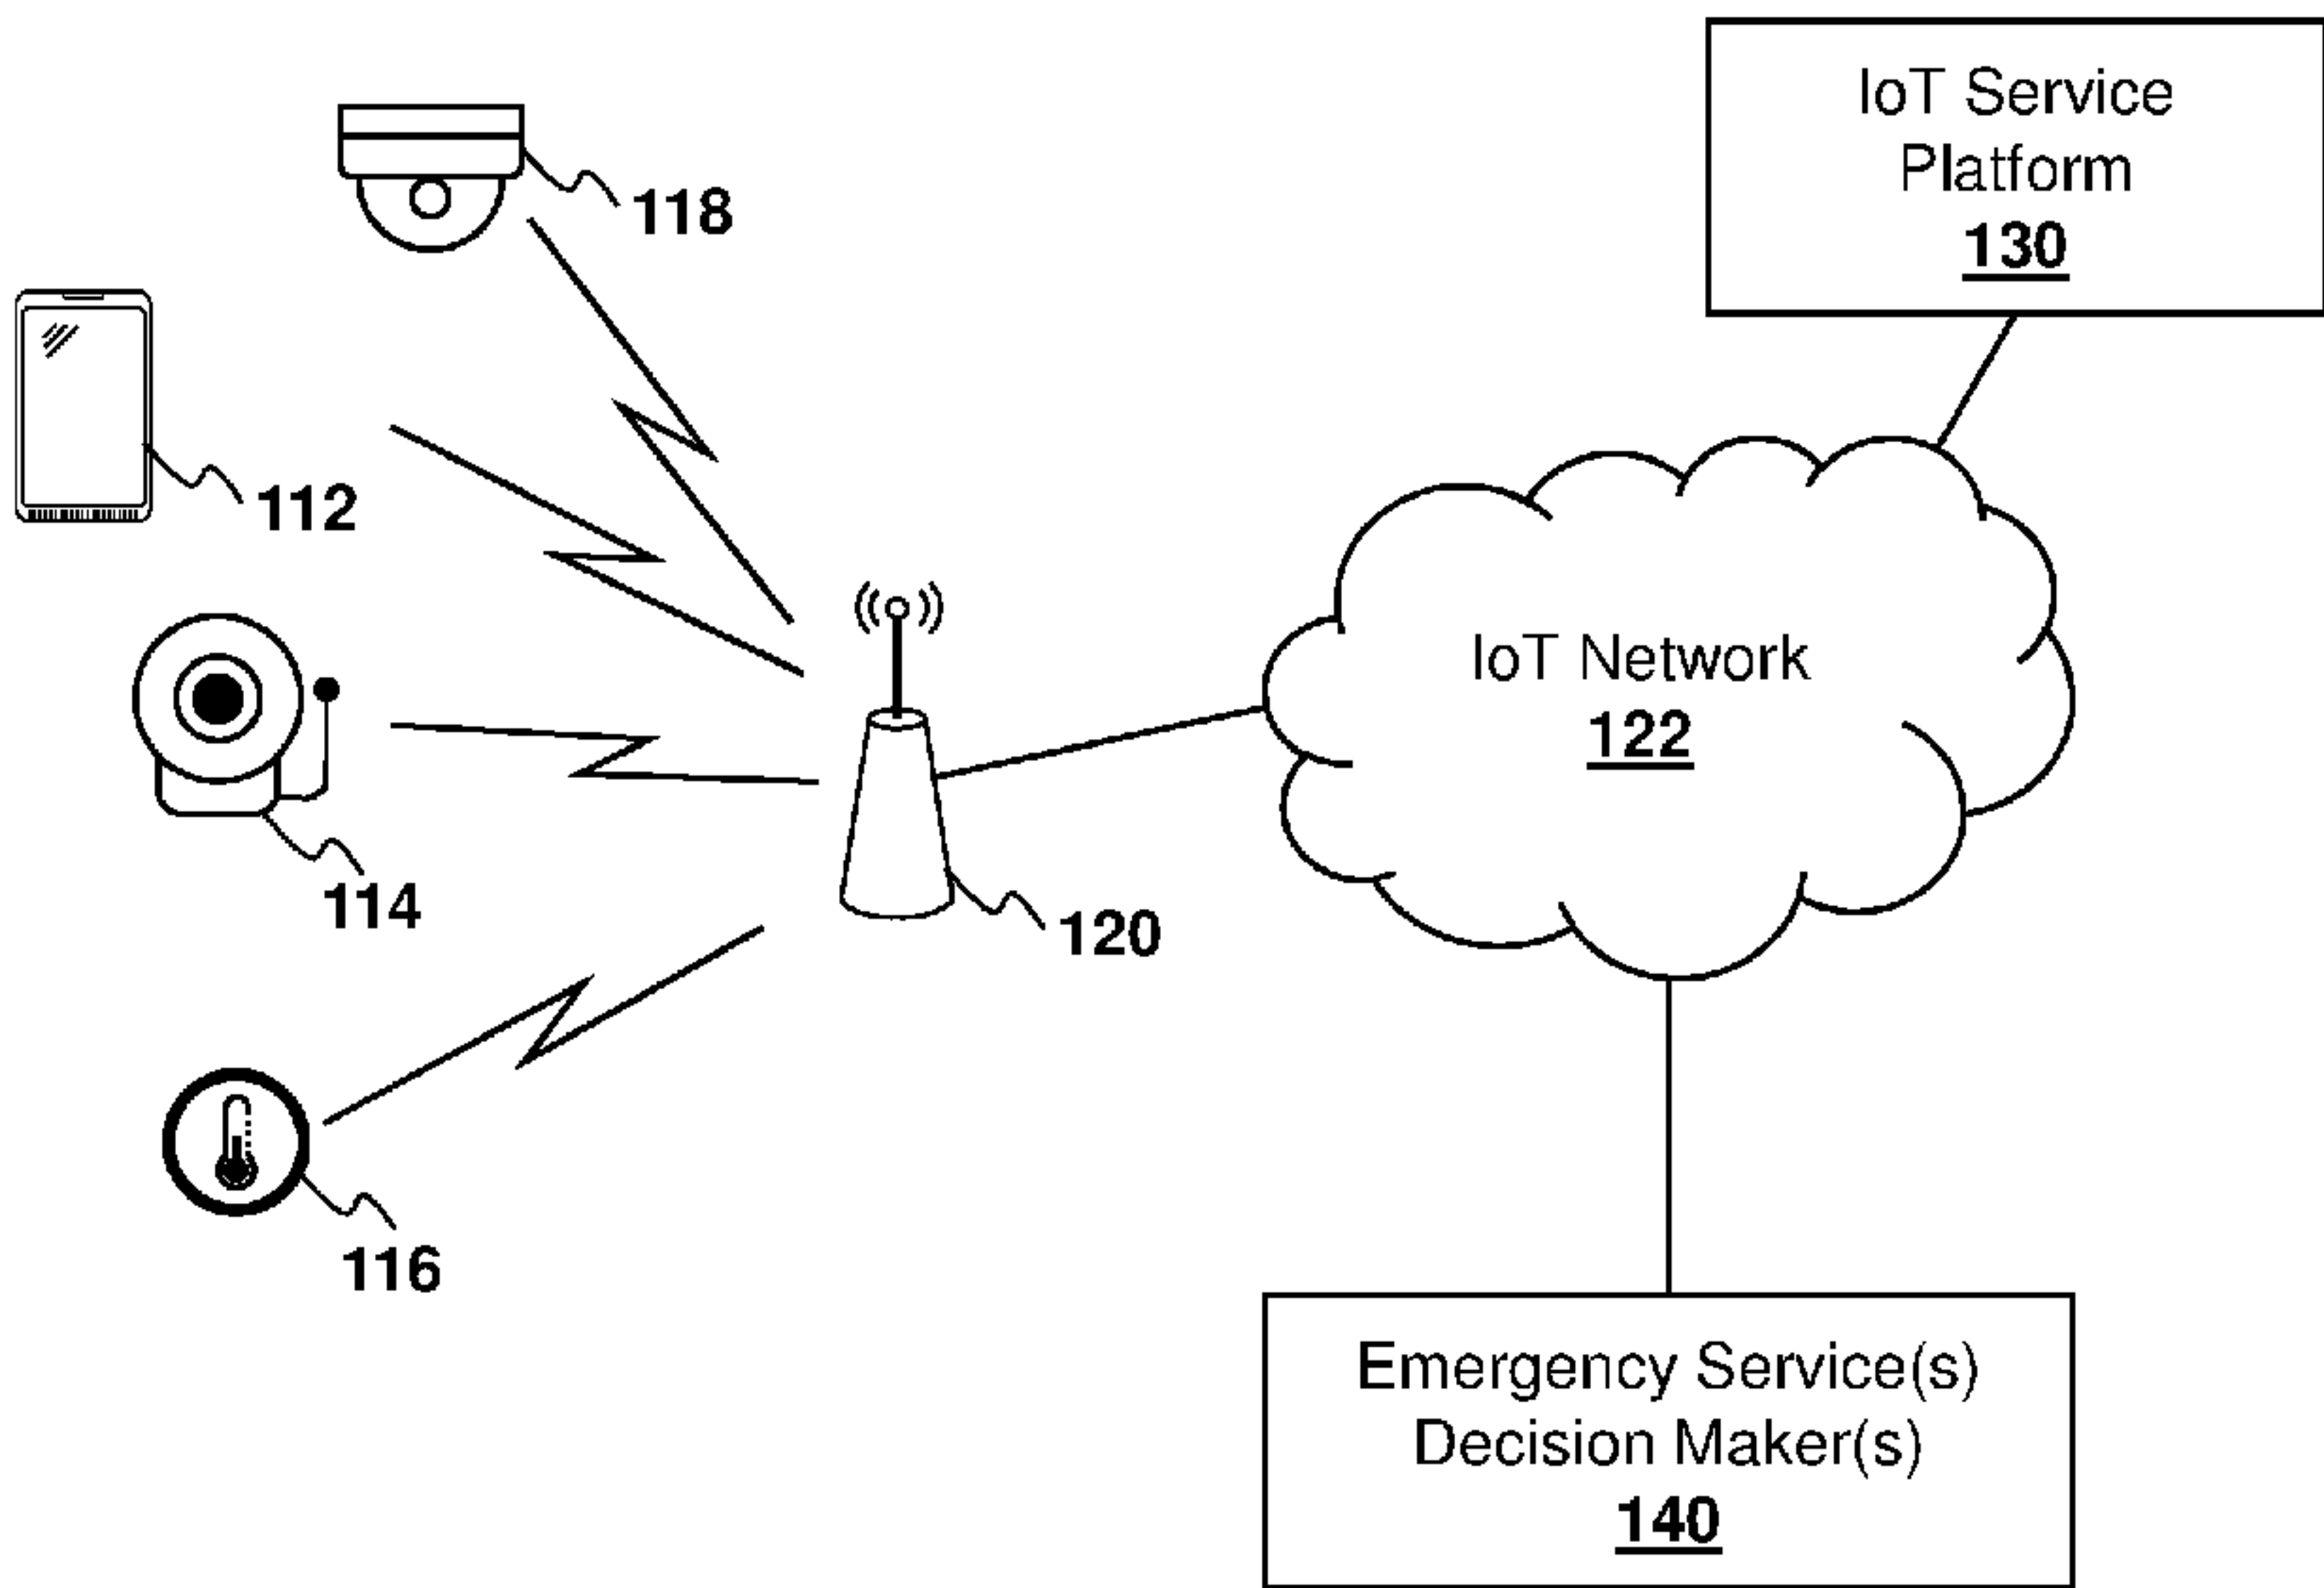 IoT Service
Platform
130
118
112
IoT Network
122
114
120
116
Emergency Service(s)
Decision Maker(s)
140